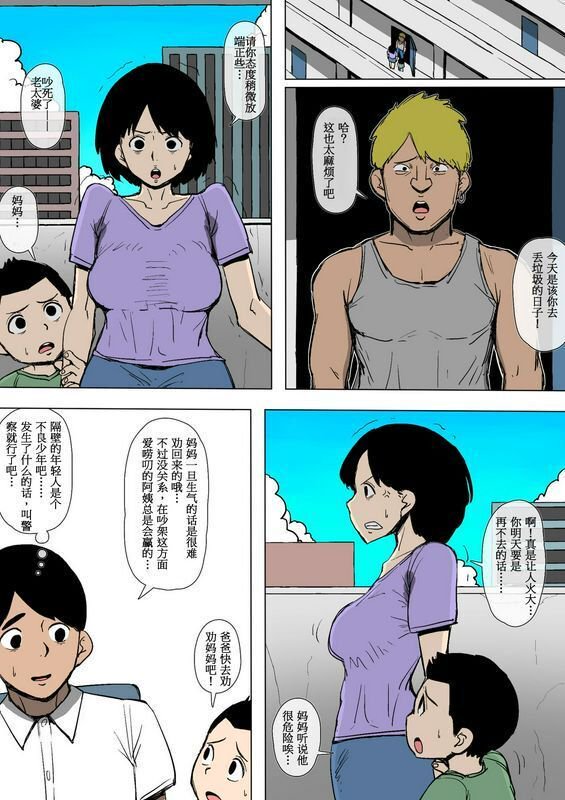 今天是该你去
丢垃圾的日子！
哈？
这也太麻烦了吧
请你态度稍微放
端正些…
吵死了——
老太婆
妈妈…
啊！真是让人火大…
你明天要是
再不去的话……
妈妈听说他
很危险唉…
妈妈一旦生气的话是很难
劝回来的哦…
不过没关系，在吵架这方面
爱唠叨的阿姨总是会赢的…
爸爸快去劝
劝妈妈吧！
隔壁的年轻人是个
不良少年吧……
发生了什么的话，叫警
察就行了吧…